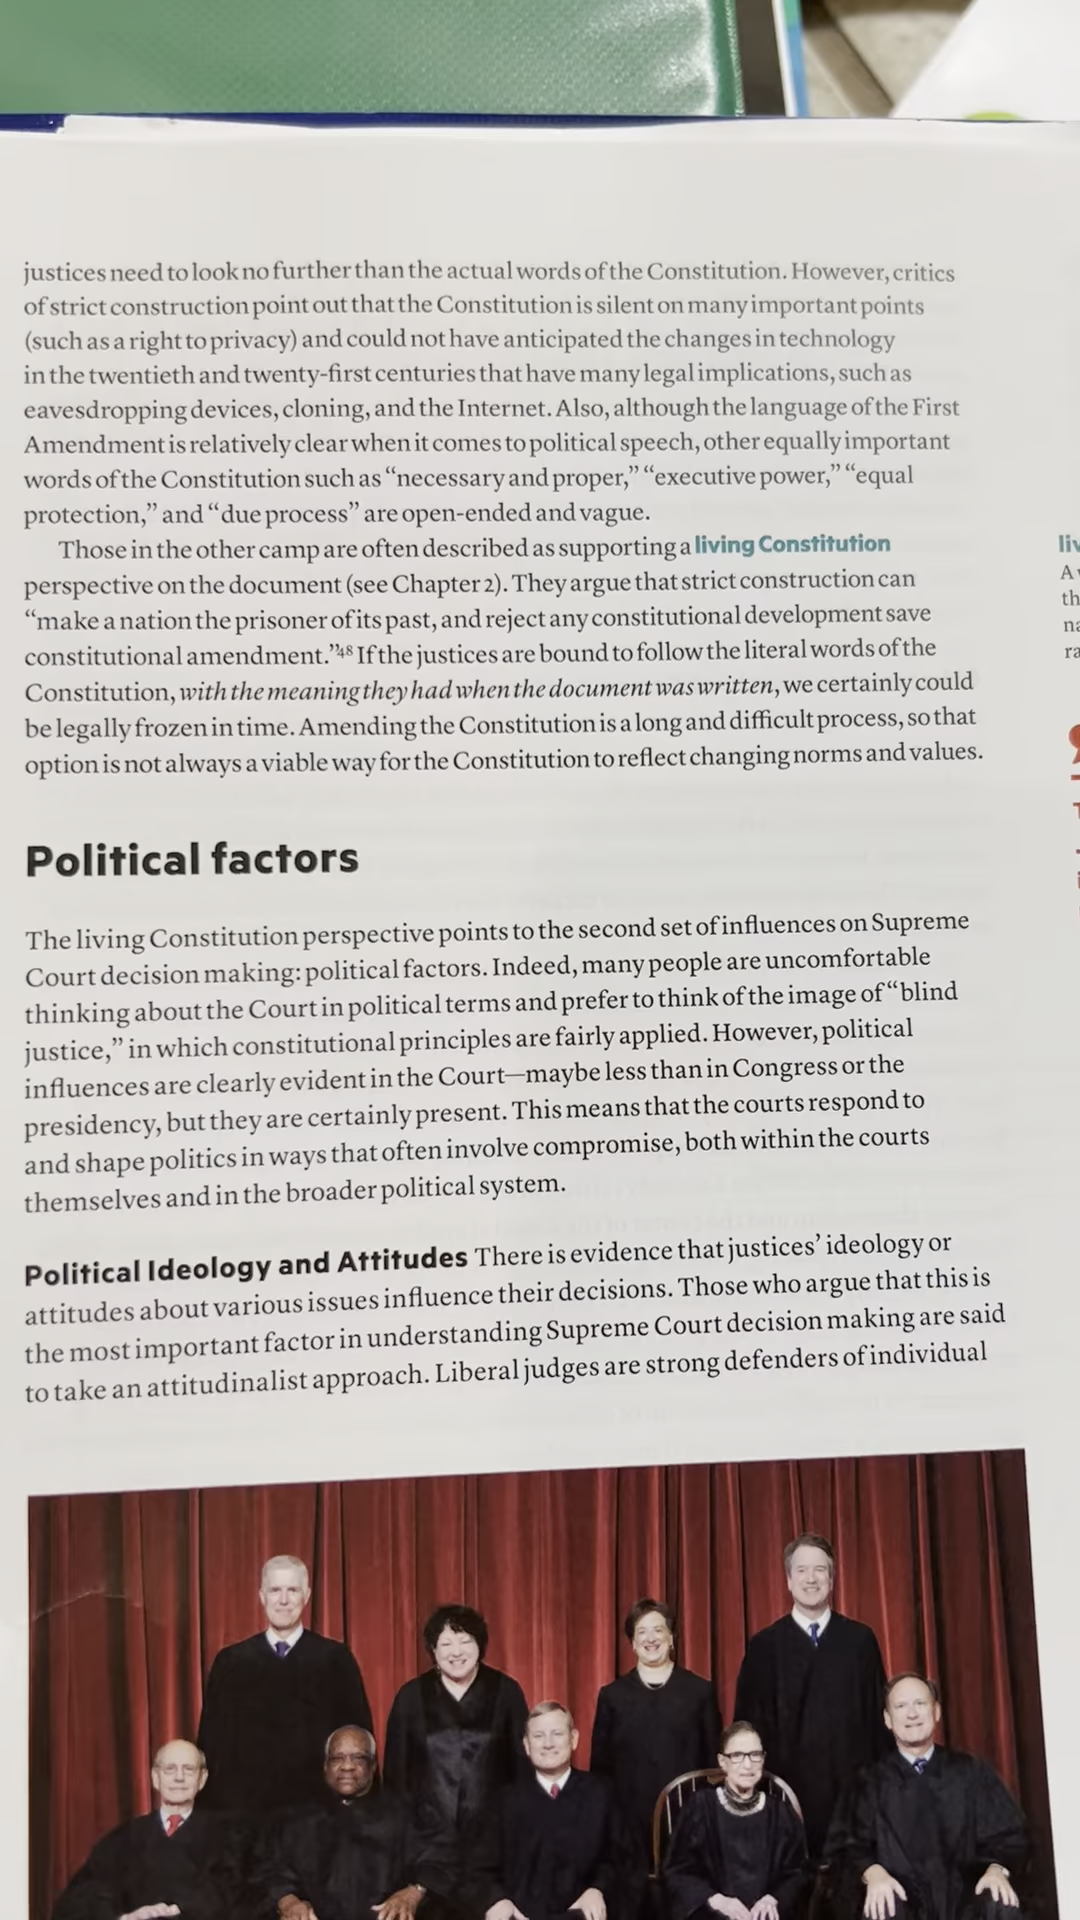 justices need to look no further than the actual words of the Constitution. However, critics
of strict construction point out that the Constitution is silent on many important points
(such as a right to privacy) and could not have anticipated the changes in technology
in the twentieth and twenty-first centuries that have many legal implications, such as
eavesdropping devices, cloning, and the Internet. Also, although the language of the First
Amendment is relatively clear when it comes to political speech, other equally important
words of the Constitution such as “necessary and proper,” “executive power,” “equal
protection,” and “due process” are open-ended and vague.
Those in the other camp are often described as supporting a living Constitution
perspective on the document (see Chapter 2). They argue that strict construction can
“make a nation the prisoner of its past, and reject any constitutional development save
constitutional amendment.”48 If the justices are bound to follow the literal words of the
Constitution, with the meaning they had when the document was written, we certainly could
be legally frozen in time. Amending the Constitution is a long and difficult process, so that
option is not always a viable way for the Constitution to reflect changing norms and values.
Political factors
The living Constitution perspective points to the second set of influences on Supreme
Court decision making: political factors. Indeed, many people are uncomfortable
thinking about the Court in political terms and prefer to think of the image of “blind
justice,” in which constitutional principles are fairly applied. However, political
influences are clearly evident in the Court—maybe less than in Congress or the
presidency, but they are certainly present. This means that the courts respond to
and shape politics in ways that often involve compromise, both within the courts
themselves and in the broader political system.
Political Ideology and Attitudes There is evidence that justices’ ideology or
attitudes about various issues influence their decisions. Those who argue that this is
the most important factor in understanding Supreme Court decision making are said
to take an attitudinalist approach. Liberal judges are strong defenders of individual